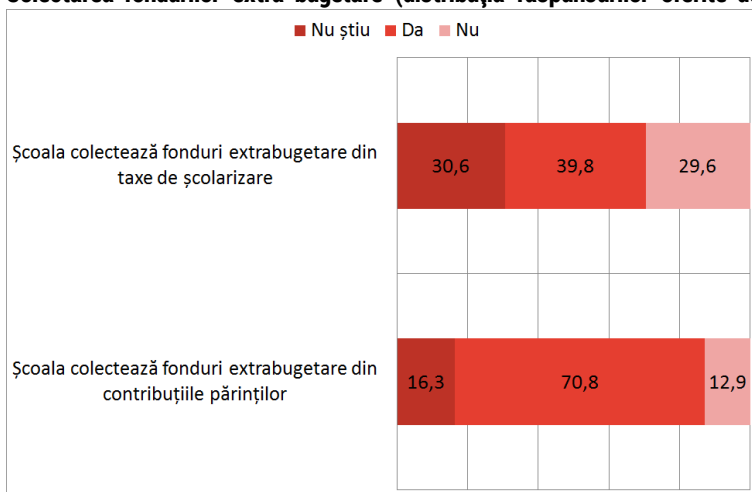 Nu știu Da Nu
Școala colectează fonduri extrabugetare din
taxe de școlarizare
30,6 39,8 29,6
Școala colectează fonduri extrabugetare din
contribuțiile părinților
16,3 70,8 12,9